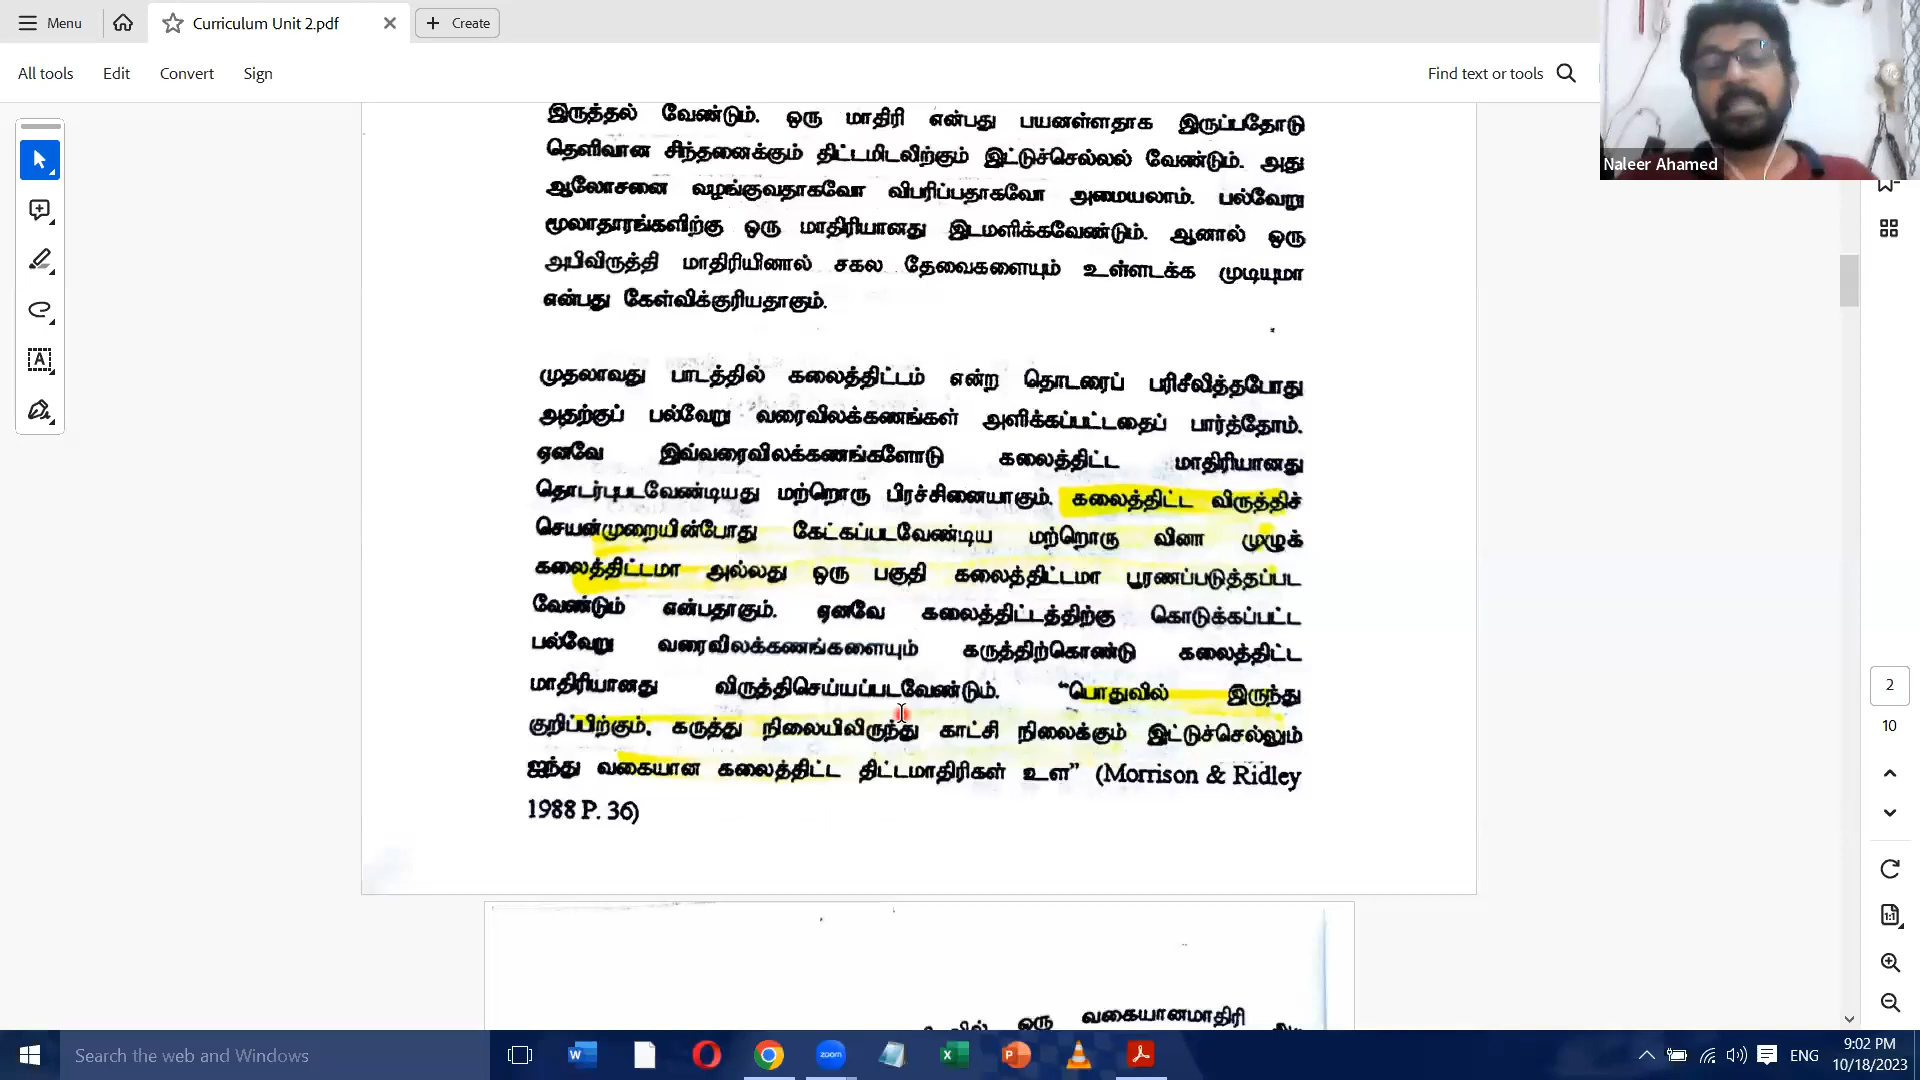 Menu
Curriculum Unit 2.pdf
Create
All tools
Edit
Convert
Sign
Find text or tools
Naleer Ahamed
இருத்தல் வேண்டும். ஒரு மாதிரி என்பது பயனள்ளதாக இருப்பதோடு
தெளிவான சிந்தனைக்கும் திட்டமிடலிற்கும் இட்டுச்செல்லல் வேண்டும். அது
ஆலோசனை வழங்குவதாகவோ விபரிப்பதாகவோ அமையலாம். பல்வேறு
மூலாதாரங்களிற்கு ஒரு மாதிரியானது இடமளிக்கவேண்டும். ஆனால் ஒரு
அபிவிருத்தி மாதிரியினால் சகல தேவைகளையும் உள்ளடக்க முடியுமா
என்பது கேள்விக்குரியதாகும்.
முதலாவது பாடத்தில் கலைத்திட்டம் என்ற தொடரைப் பரிசீலித்தபோது
அதற்குப் பல்வேறு வரைவிலக்கணங்கள் அளிக்கப்பட்டதைப் பார்த்தோம்.
ஏனவே இவ்வரைவிலக்கணங்களோடு கலைத்திட்ட மாதிரியானது
தொடர்புபடவேண்டியது மற்றொரு பிரச்சினையாகும். கலைத்திட்ட விருத்திச்
செயன்முறையின்போது கேட்கப்படவேண்டிய மற்றொரு வினா முழுக்
கலைத்திட்டமா அல்லது ஒரு பகுதி கலைத்திட்டமா பூரணப்படுத்தப்பட
வேண்டும் என்பதாகும். ஏனவே கலைத்திட்டத்திற்கு கொடுக்கப்பட்ட
பல்வேறு வரைவிலக்கணங்களையும் கருத்திற்கொண்டு கலைத்திட்ட
மாதிரியானது விருத்திசெய்யப்படவேண்டும். “பொதுவில் இருந்து
குறிப்பிற்கும், கருத்து நிலையிலிருந்து காட்சி நிலைக்கும் இட்டுச்செல்லும்
ஐந்து வகையான கலைத்திட்ட திட்டமாதிரிகள் உள” (Morrison & Ridley
1988 P. 36)
ஒரு வகையானமாதிரி
2
10
Search the web and Windows
zoom
ENG
9:02 PM
10/18/2023